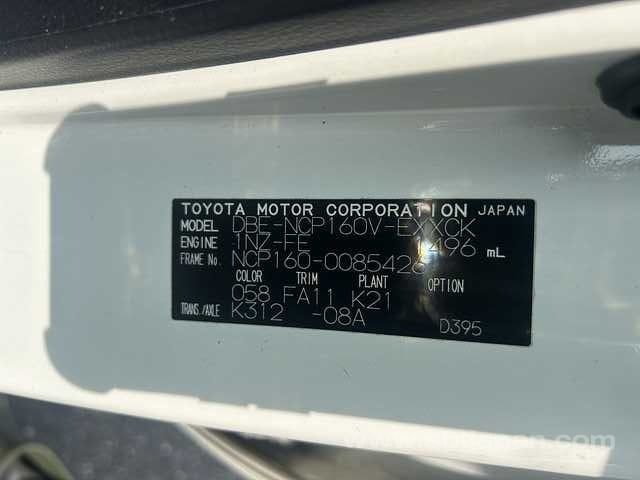 TOYOTA MOTOR CORPORATION JAPAN
MODEL DBE-NCP160V-EXXCK
ENGINE 1NZ-FE 1496 mL
FRAME No. NCP160-0085426
COLOR TRIM PLANT OPTION
058 FA11 K21
TRANS./AXLE K312 -08A D395